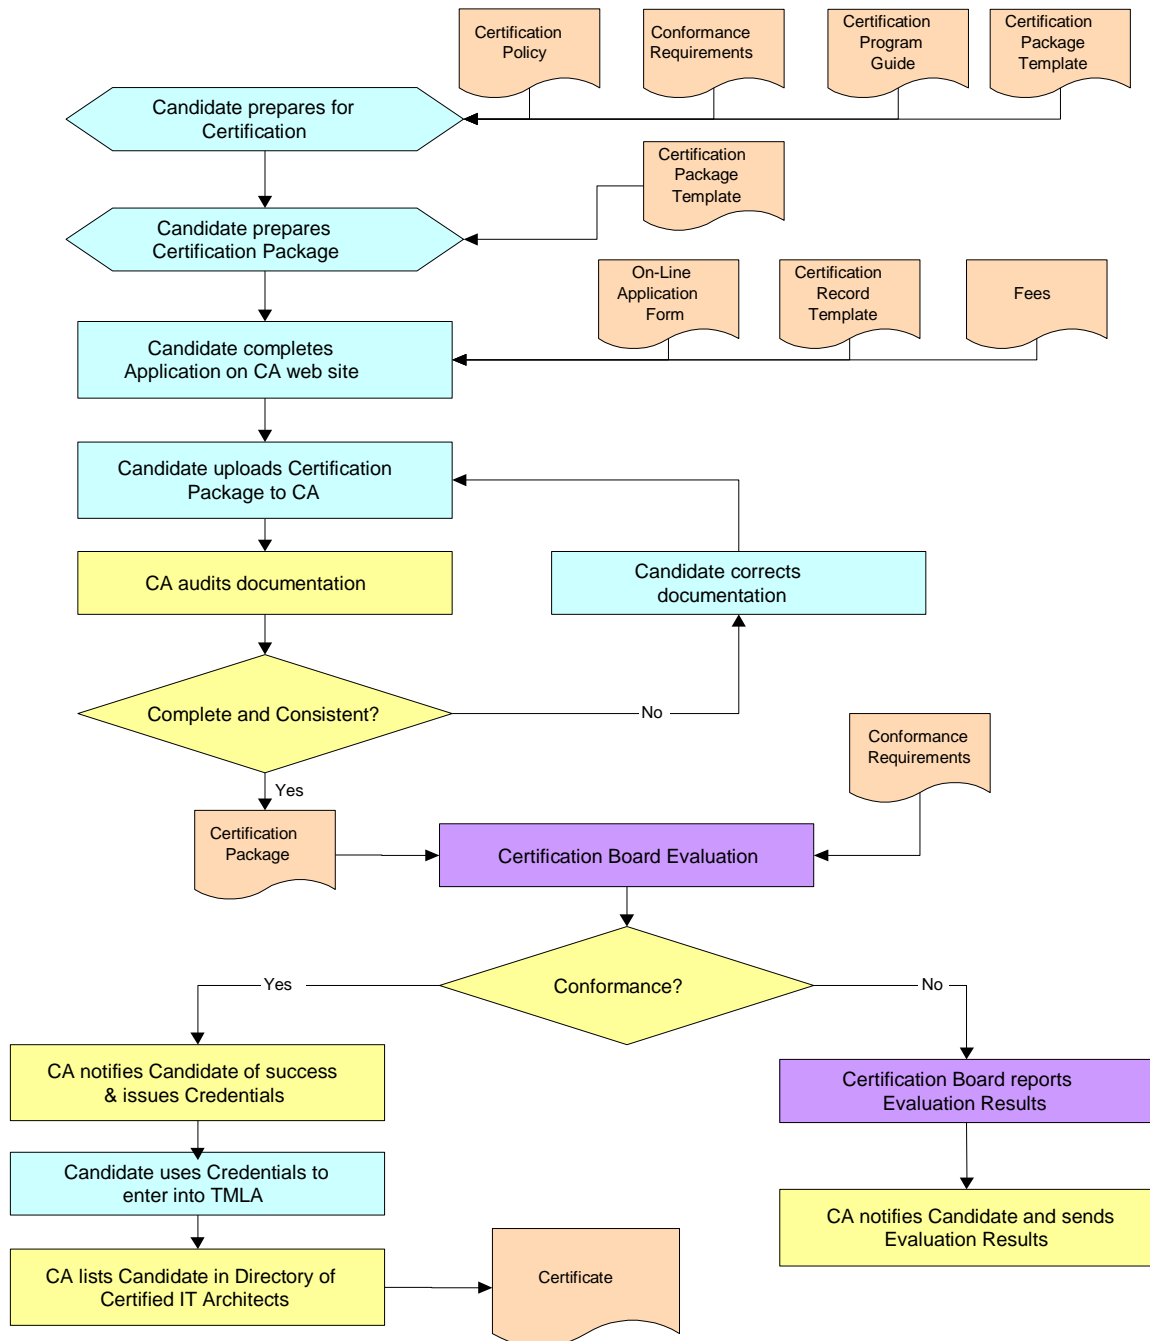 Certification
Policy
Conformance
Requirements
Certification
Program
Guide
Certification
Package
Template
Candidate prepares for
Certification
Certification
Package
Template
Candidate prepares
Certification Package
On-Line
Application
Form
Certification
Record
Template
Fees
Candidate completes
Application on CA web site
Candidate uploads Certification
Package to CA
CA audits documentation
Candidate corrects
documentation
Complete and Consistent?
No
Yes
Conformance
Requirements
Certification
Package
Certification Board Evaluation
Conformance?
Yes
No
CA notifies Candidate of success
& issues Credentials
Certification Board reports
Evaluation Results
Candidate uses Credentials to
enter into TMLA
CA notifies Candidate and sends
Evaluation Results
CA lists Candidate in Directory of
Certified IT Architects
Certificate